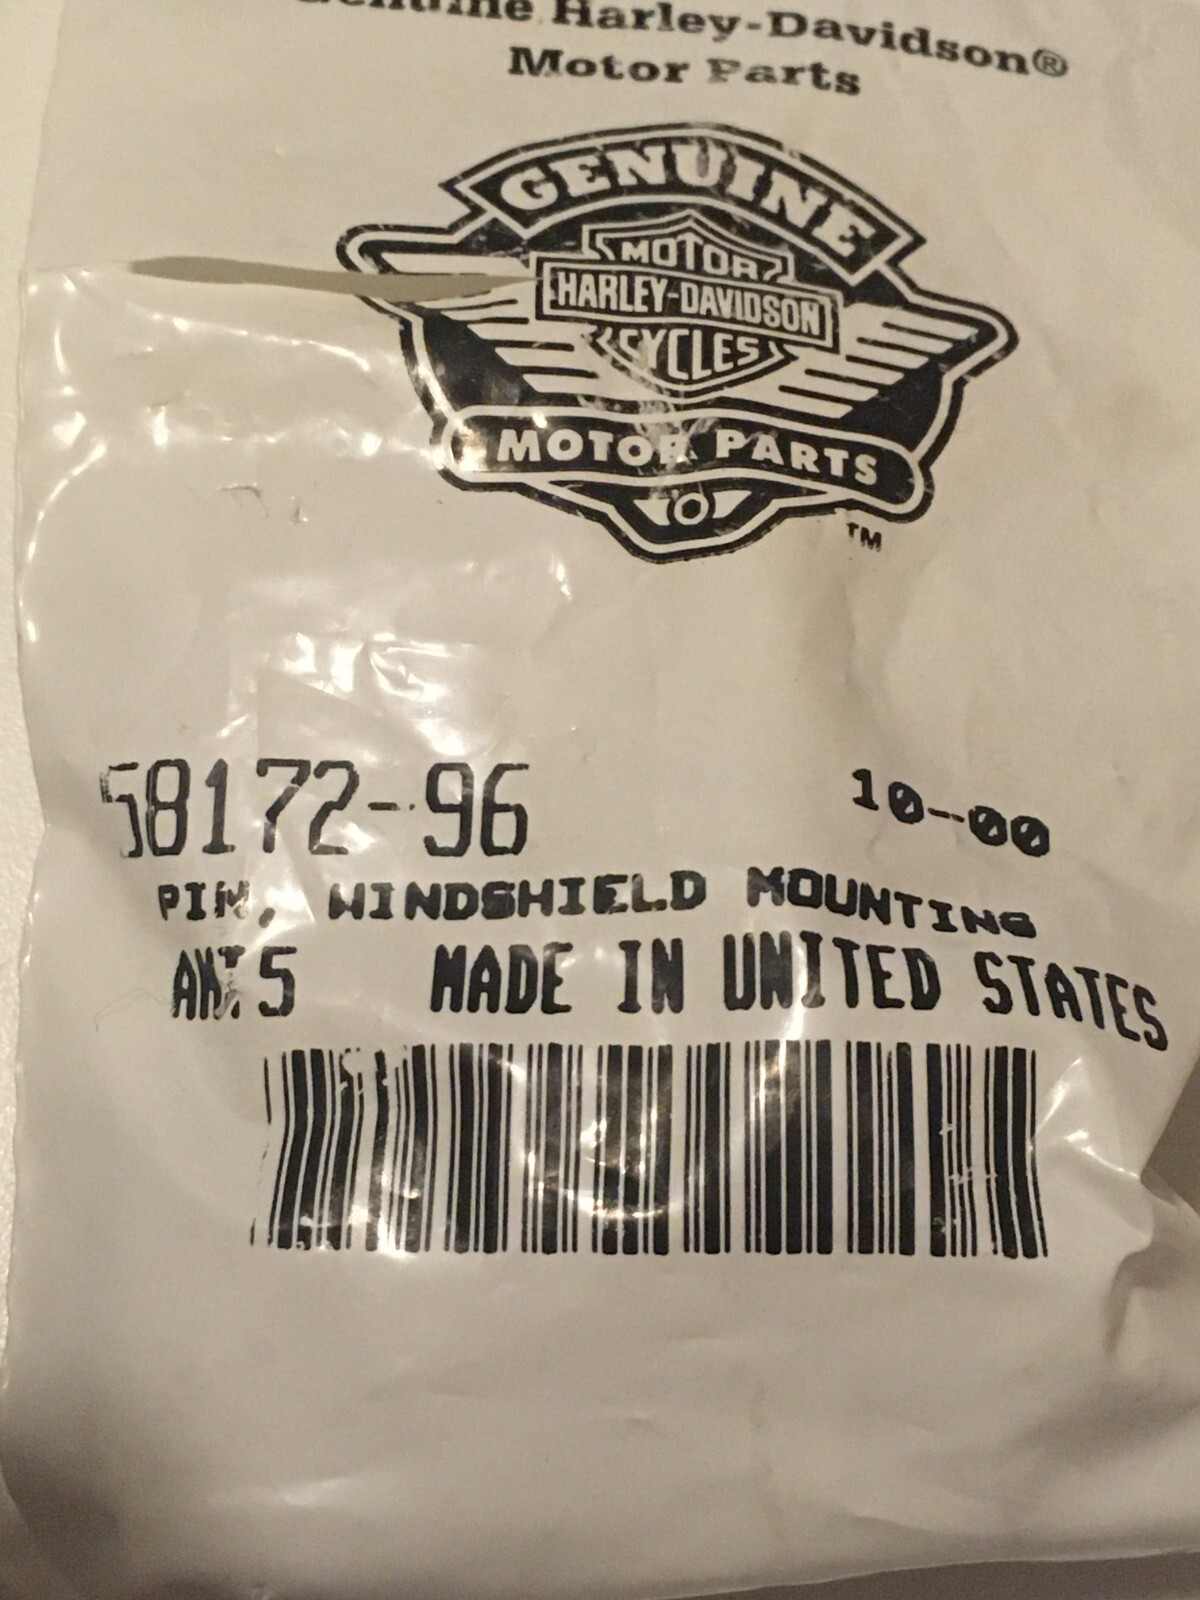 Genuine Harley-Davidson®
Motor Parts
GENUINE
MOTOR
HARLEY-DAVIDSON
CYCLES
MOTOR PARTS
TM
58172-96
10-00
PIN, WINDSHIELD MOUNTING
5 MADE IN UNITED STATES